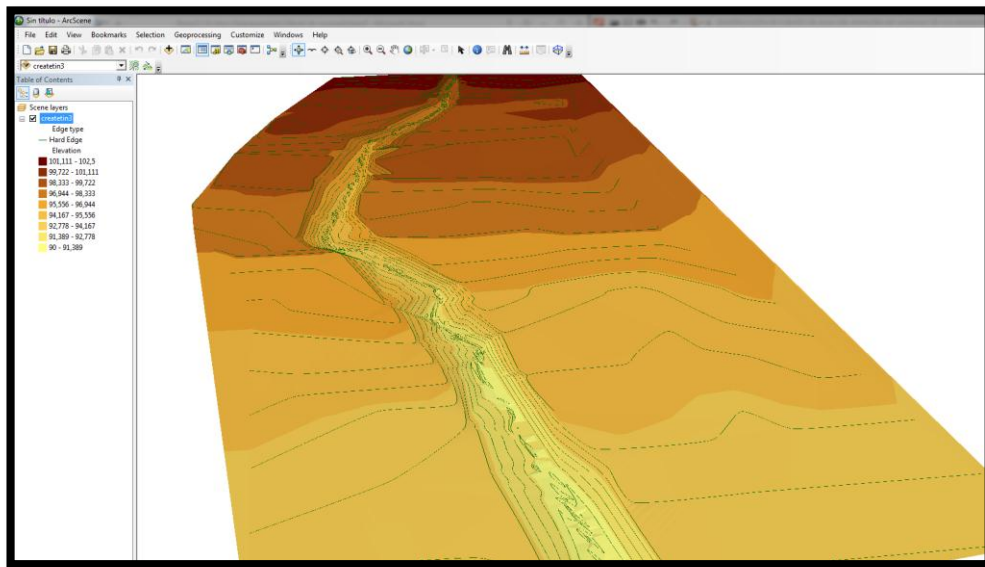 Sin título - ArcScene
File Edit View Bookmarks Selection Geoprocessing Customize Windows Help
createtin3
Table of Contents
Scene layers
createtin3
Edge type
Hard Edge
Elevation
101,111 - 102,5
99,722 - 101,111
98,333 - 99,722
96,944 - 98,333
95,556 - 96,944
94,167 - 95,556
92,778 - 94,167
91,389 - 92,778
90 - 91,389